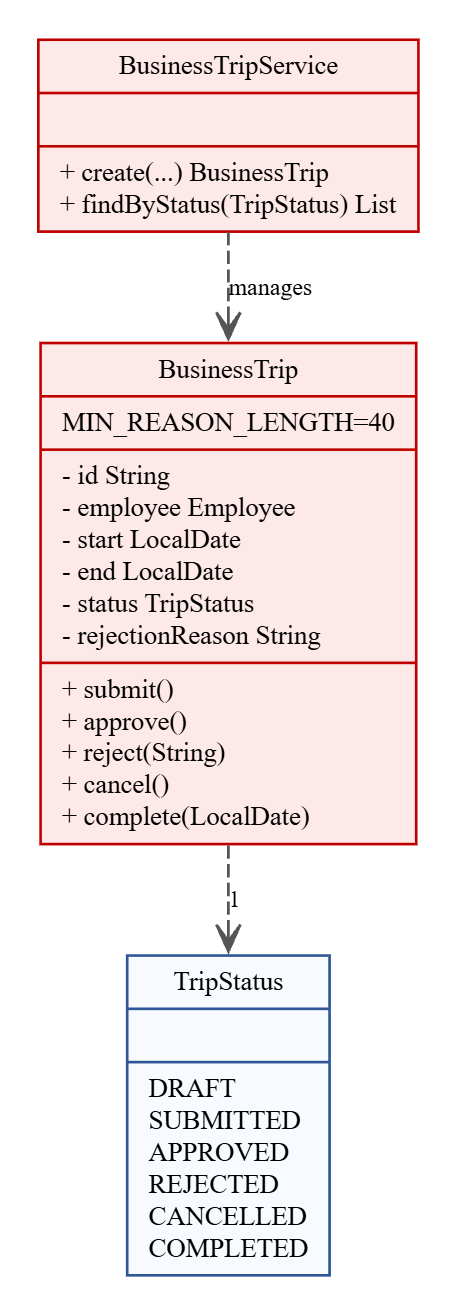 BusinessTripService
+ create(...) BusinessTrip
+ findByStatus(TripStatus) List
manages
BusinessTrip
MIN_REASON_LENGTH=40
- id String
- employee Employee
- start LocalDate
- end LocalDate
- status TripStatus
- rejectionReason String
+ submit()
+ approve()
+ reject(String)
+ cancel()
+ complete(LocalDate)
1
TripStatus
DRAFT
SUBMITTED
APPROVED
REJECTED
CANCELLED
COMPLETED